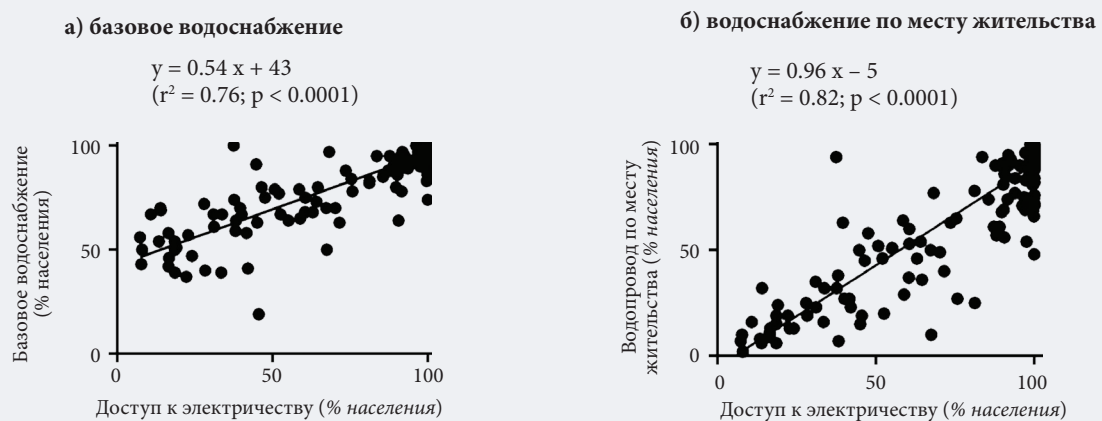 а) базовое водоснабжение
y = 0.54 x + 43
(r² = 0.76; p < 0.0001)
Базовое водоснабжение
(% населения)
100
50
0
0 50 100
Доступ к электричеству (% населения)
б) водоснабжение по месту жительства
y = 0.96 x – 5
(r² = 0.82; p < 0.0001)
Водопровод по месту
жительства (% населения)
100
50
0
0 50 100
Доступ к электричеству (% населения)